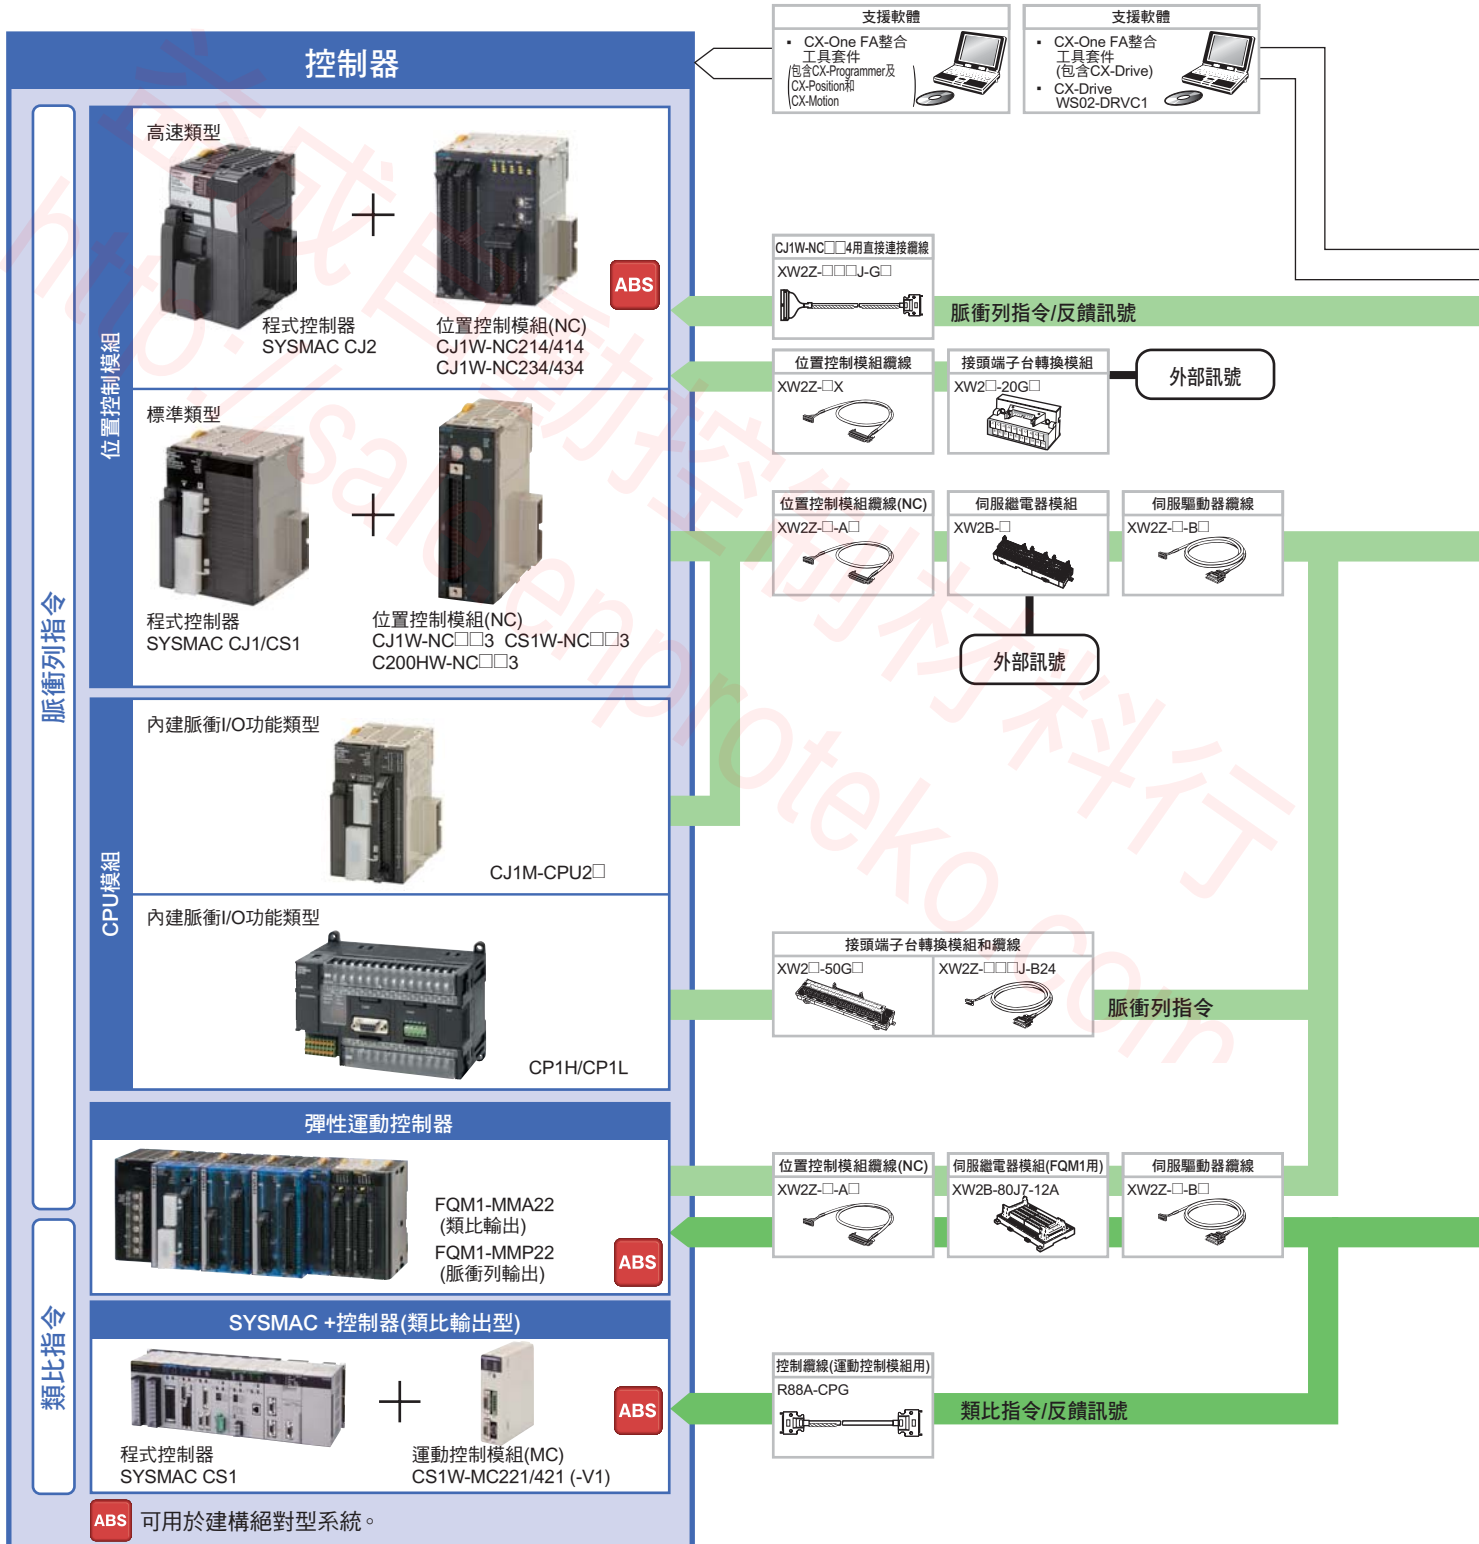 支援軟體
▪ CX-One FA整合
工具套件
(包含CX-Programmer及
CX-Position和
CX-Motion)
支援軟體
▪ CX-One FA整合
工具套件
(包含CX-Drive)
▪ CX-Drive
WS02-DRVC1
控制器
脈衝列指令
類比指令
位置控制模組
高速類型
程式控制器
SYSMAC CJ2
位置控制模組(NC)
CJ1W-NC214/414
CJ1W-NC234/434
ABS
CJ1W-NC□□4用直接連接纜線
XW2Z-□□□J-G□
脈衝列指令/反饋訊號
位置控制模組纜線
XW2Z-□X
接頭端子台轉換模組
XW2□-20G□
外部訊號
標準類型
程式控制器
SYSMAC CJ1/CS1
位置控制模組(NC)
CJ1W-NC□□3 CS1W-NC□□3
C200HW-NC□□3
位置控制模組纜線(NC)
XW2Z-□-A□
伺服繼電器模組
XW2B-□
伺服驅動器纜線
XW2Z-□-B□
外部訊號
CPU模組
內建脈衝I/O功能類型
CJ1M-CPU2□
內建脈衝I/O功能類型
CP1H/CP1L
接頭端子台轉換模組和纜線
XW2□-50G□
XW2Z-□□□J-B24
脈衝列指令
彈性運動控制器
FQM1-MMA22
(類比輸出)
FQM1-MMP22
(脈衝列輸出)
ABS
位置控制模組纜線(NC)
XW2Z-□-A□
伺服繼電器模組(FQM1用)
XW2B-80J7-12A
伺服驅動器纜線
XW2Z-□-B□
SYSMAC +控制器(類比輸出型)
程式控制器
SYSMAC CS1
運動控制模組(MC)
CS1W-MC221/421 (-V1)
ABS
控制纜線(運動控制模組用)
R88A-CPG
類比指令/反饋訊號
ABS 可用於建構絕對型系統。